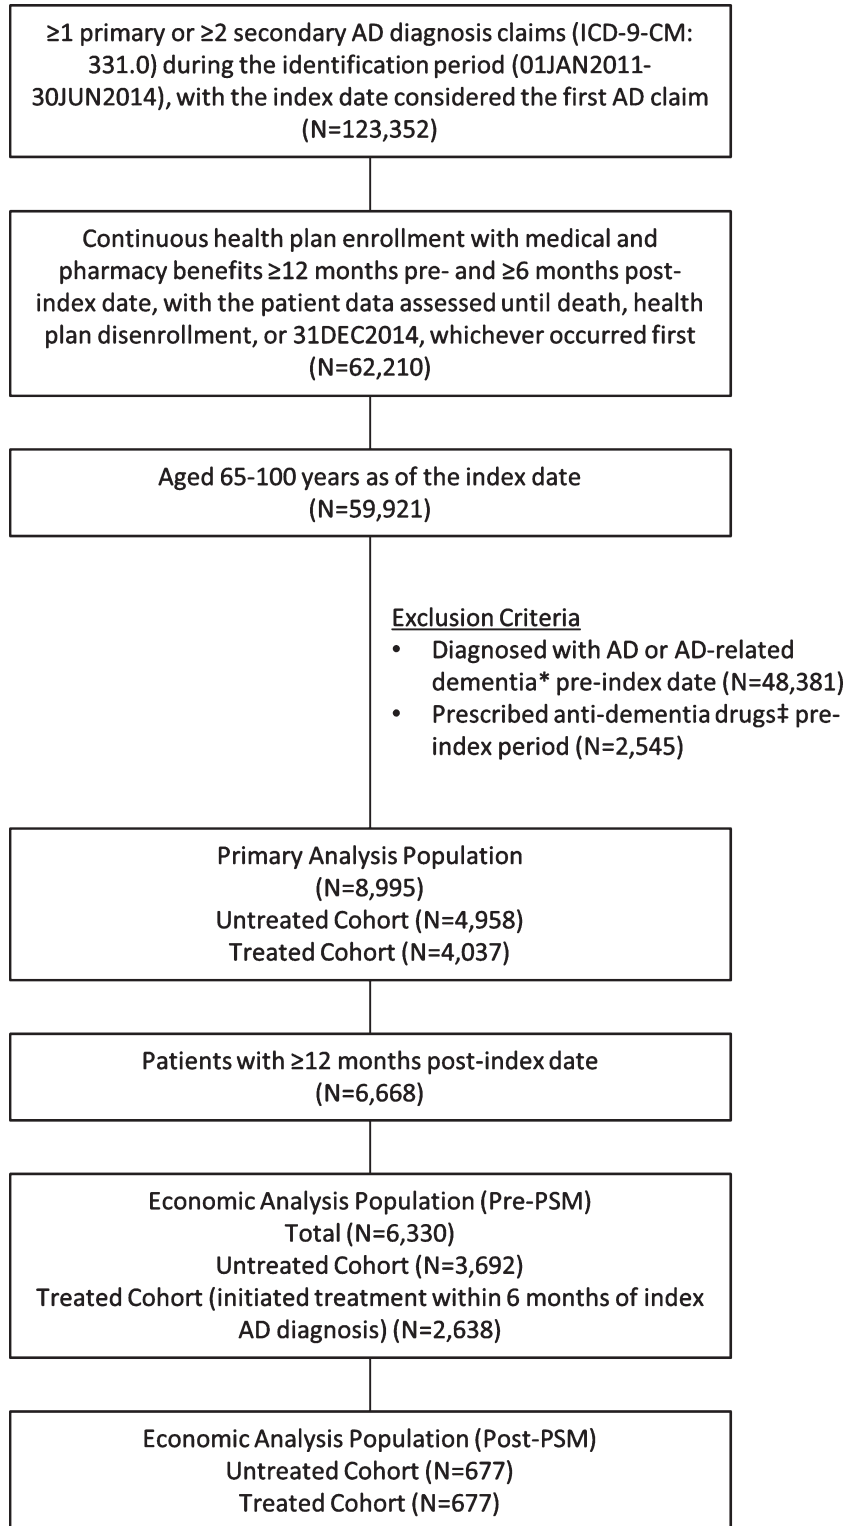 ≥1 primary or ≥2 secondary AD diagnosis claims (ICD-9-CM:
331.0) during the identification period (01JAN2011-
30JUN2014), with the index date considered the first AD claim
(N=123,352)
Continuous health plan enrollment with medical and
pharmacy benefits ≥12 months pre- and ≥6 months post-
index date, with the patient data assessed until death, health
plan disenrollment, or 31DEC2014, whichever occurred first
(N=62,210)
Aged 65-100 years as of the index date
(N=59,921)
Exclusion Criteria
• Diagnosed with AD or AD-related
dementia* pre-index date (N=48,381)
• Prescribed anti-dementia drugs‡ pre-
index period (N=2,545)
Primary Analysis Population
(N=8,995)
Untreated Cohort (N=4,958)
Treated Cohort (N=4,037)
Patients with ≥12 months post-index date
(N=6,668)
Economic Analysis Population (Pre-PSM)
Total (N=6,330)
Untreated Cohort (N=3,692)
Treated Cohort (initiated treatment within 6 months of index
AD diagnosis) (N=2,638)
Economic Analysis Population (Post-PSM)
Untreated Cohort (N=677)
Treated Cohort (N=677)